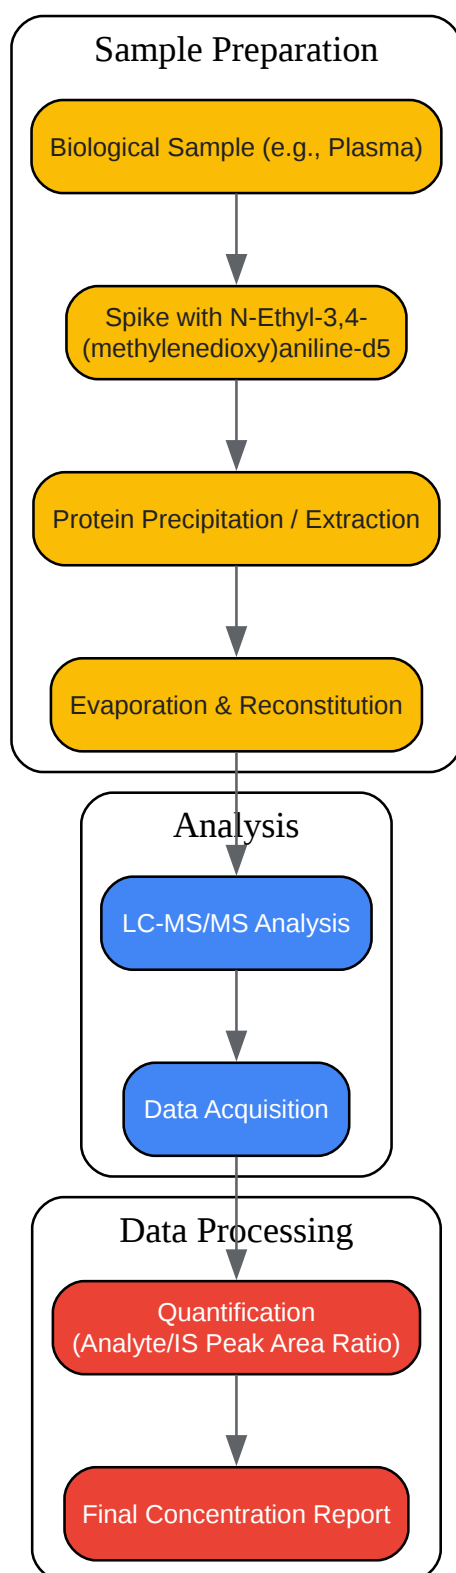 Sample Preparation
Biological Sample (e.g., Plasma)
Spike with N-Ethyl-3,4-
(methylenedioxy)aniline-d5
Protein Precipitation / Extraction
Evaporation & Reconstitution
Analysis
LC-MS/MS Analysis
Data Acquisition
Data Processing
Quantification
(Analyte/IS Peak Area Ratio)
Final Concentration Report